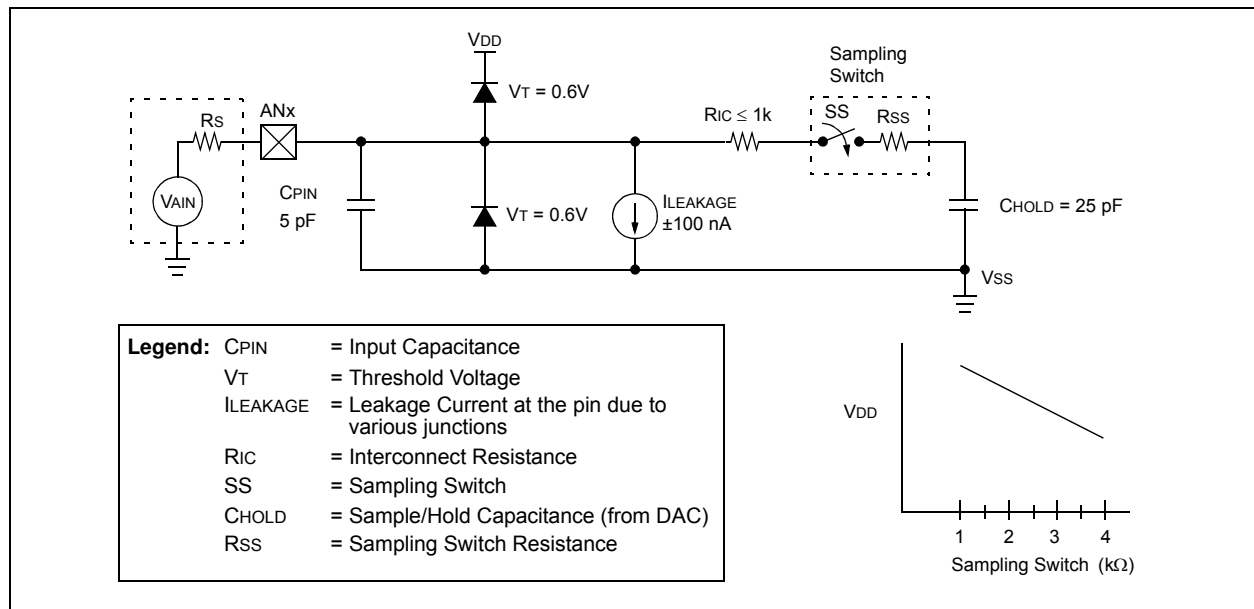 VDD
Sampling
Switch
VT = 0.6V
RS
ANx
RIC ≤ 1k
SS
RSS
VAIN
CPIN
5 pF
VT = 0.6V
ILEAKAGE
±100 nA
CHOLD = 25 pF
VSS
Legend: CPIN = Input Capacitance
VT = Threshold Voltage
ILEAKAGE = Leakage Current at the pin due to
various junctions
RIC = Interconnect Resistance
SS = Sampling Switch
CHOLD = Sample/Hold Capacitance (from DAC)
RSS = Sampling Switch Resistance
VDD
1 2 3 4
Sampling Switch (kΩ)